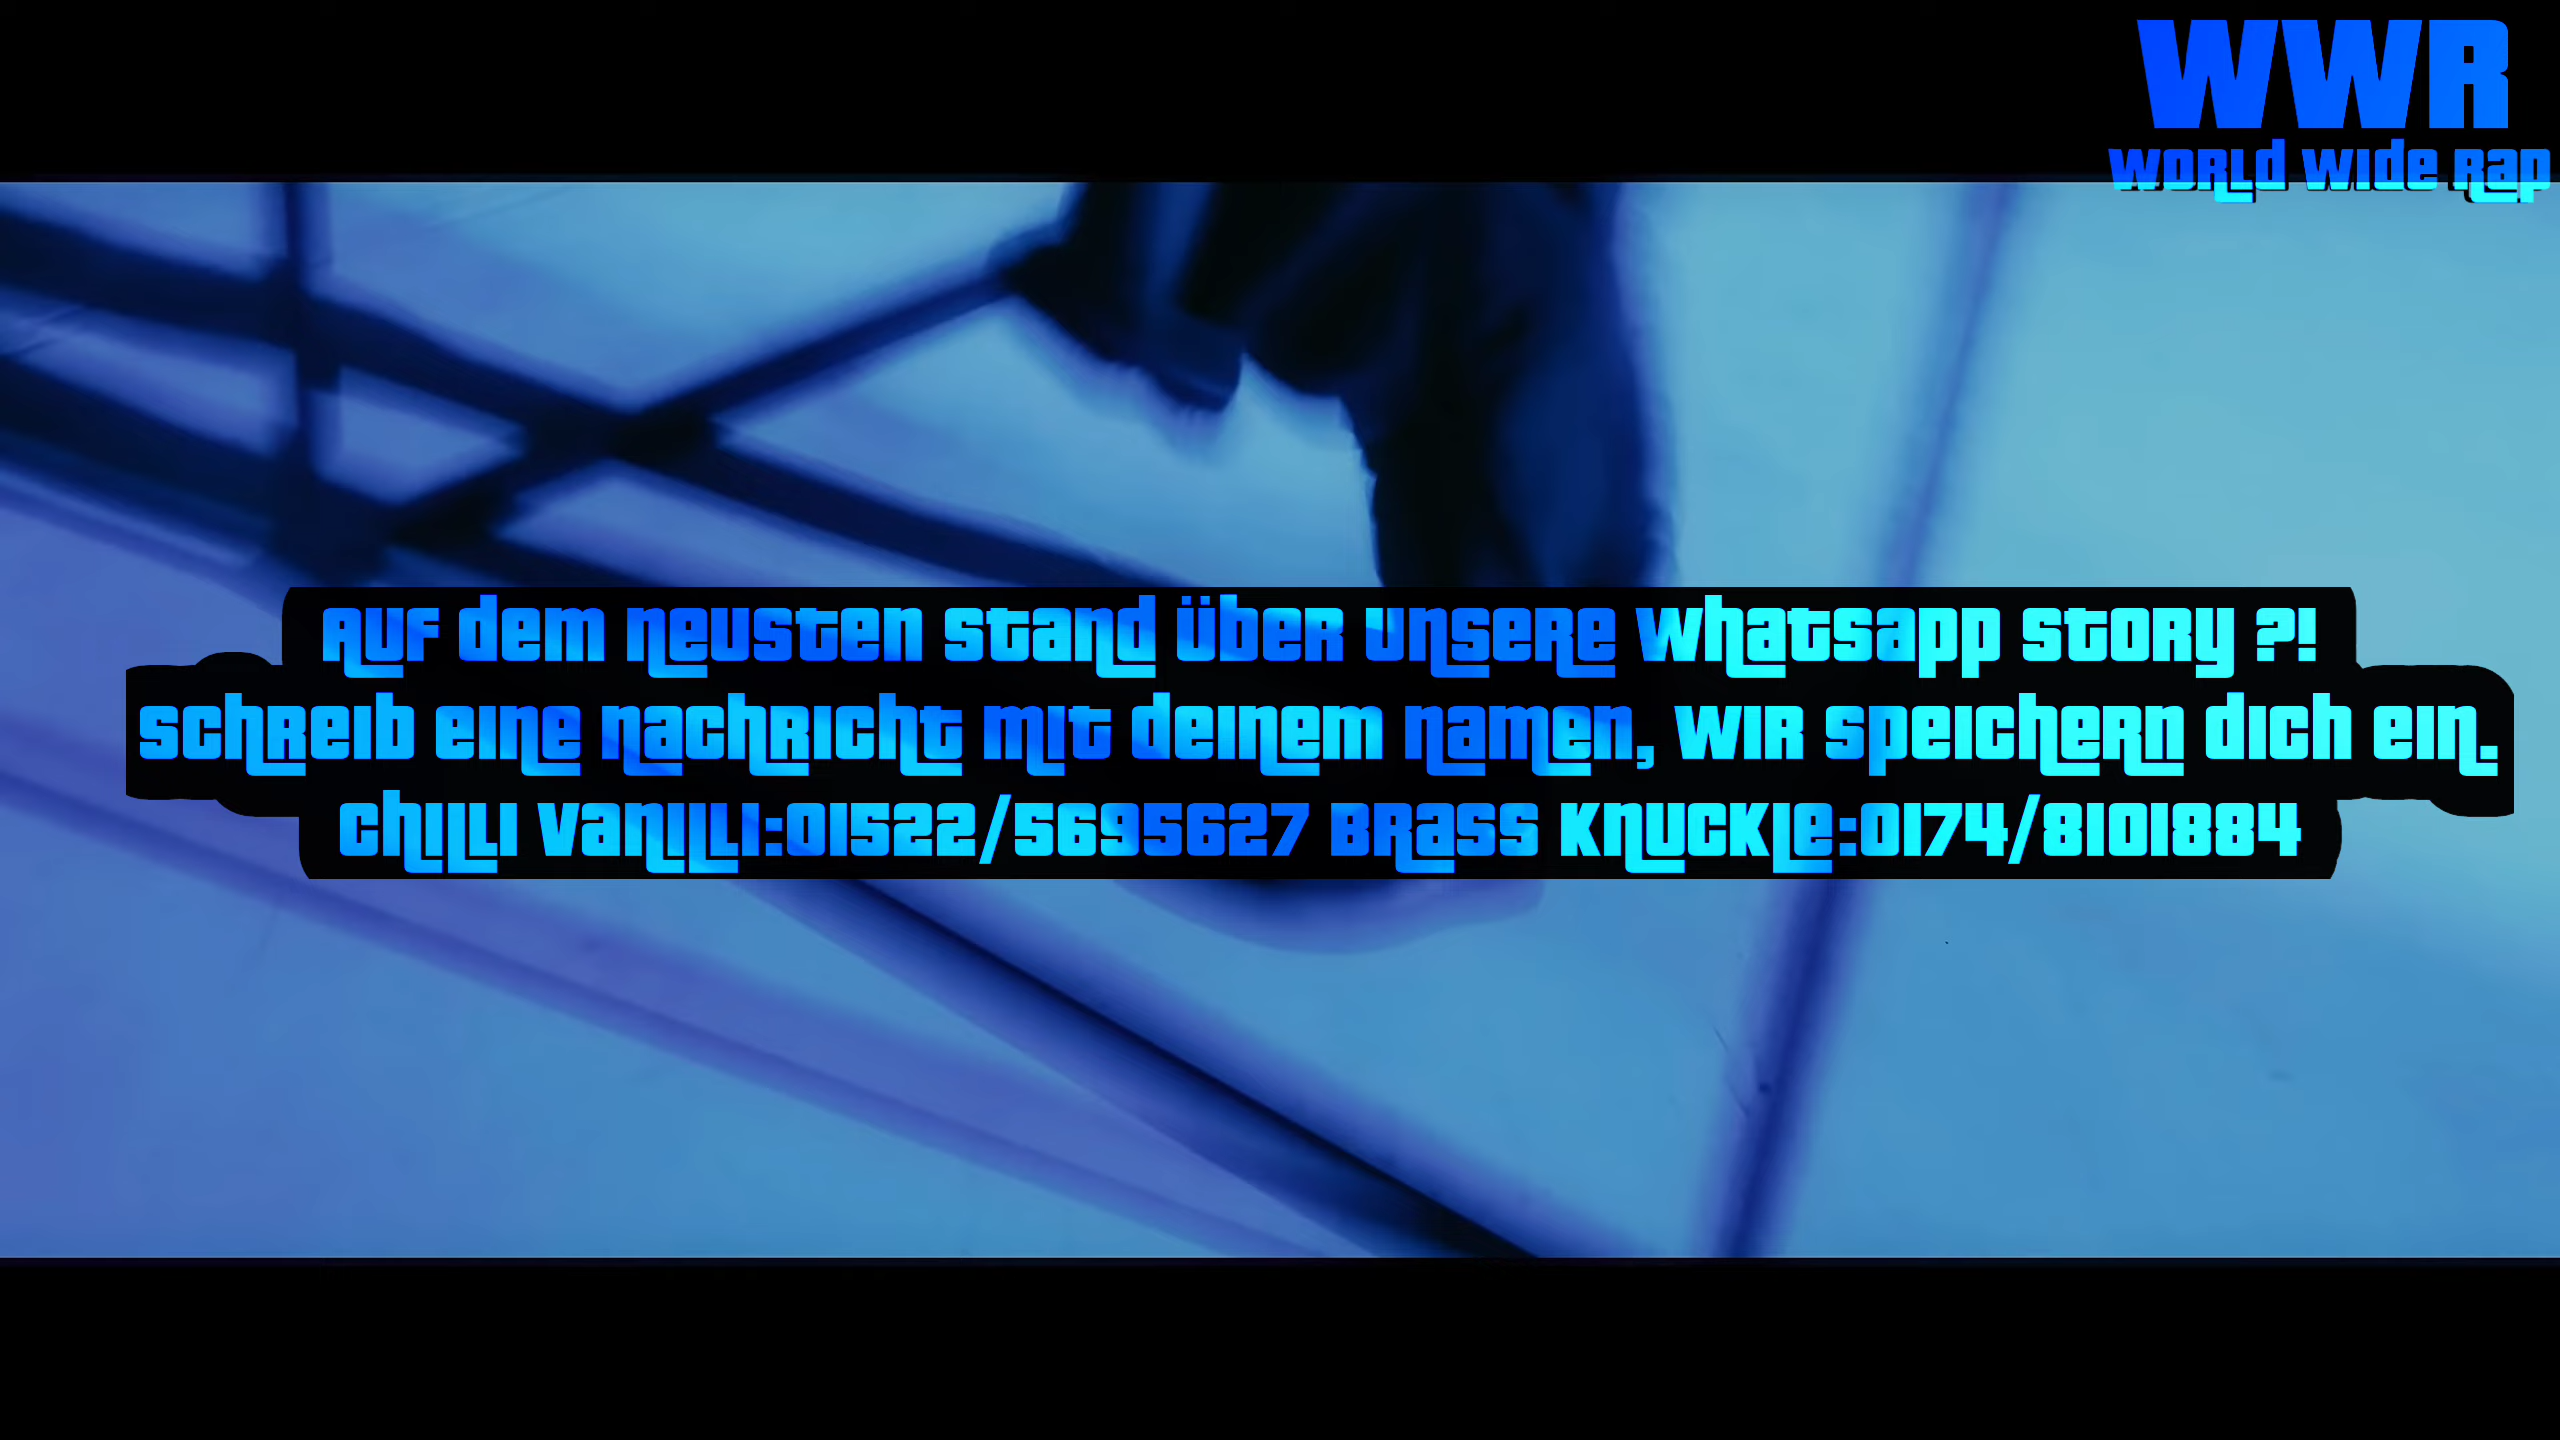 WWR
World Wide Rap
Auf dem neusten Stand über unsere Whatsapp Story ?!
Schreib eine Nachricht mit deinem Namen, wir speichern dich ein.
Chilli Vanilli:01522/5695627 Brass Knuckle:0174/8101884